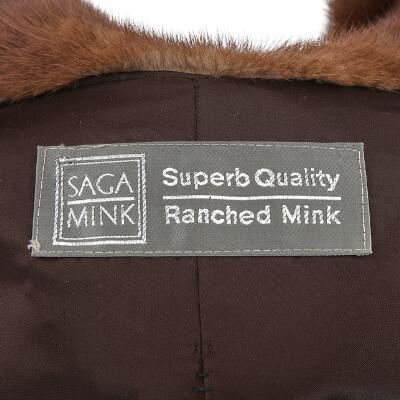 SAGA
MINK
Superb Quality
Ranched Mink